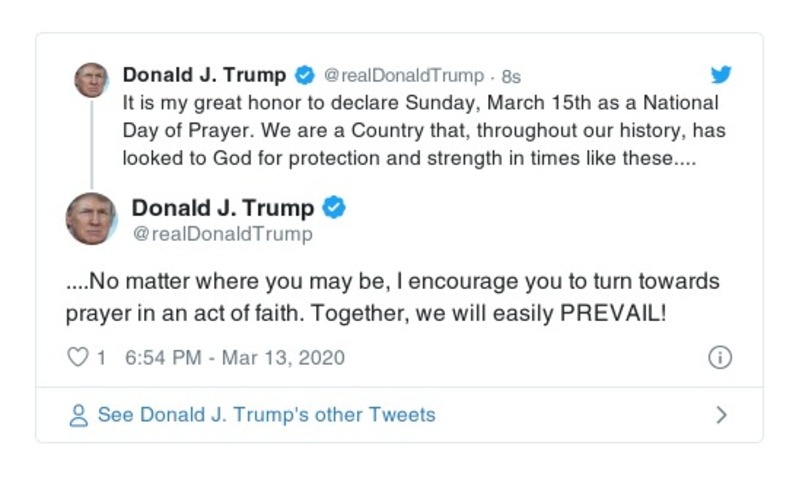 Donald J. Trump @realDonaldTrump · 8s
It is my great honor to declare Sunday, March 15th as a National
Day of Prayer. We are a Country that, throughout our history, has
looked to God for protection and strength in times like these....
Donald J. Trump
@realDonaldTrump
....No matter where you may be, I encourage you to turn towards
prayer in an act of faith. Together, we will easily PREVAIL!
1 6:54 PM - Mar 13, 2020
See Donald J. Trump's other Tweets